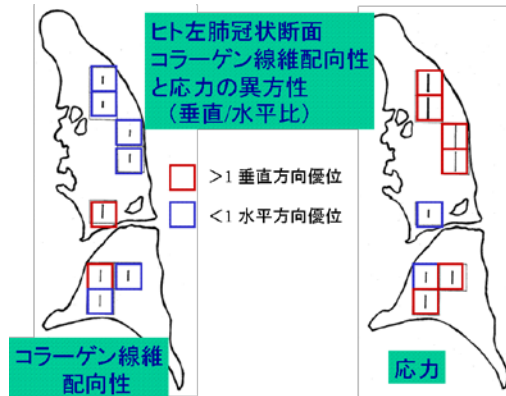 ヒト左肺冠状断面
コラーゲン線維配向性
と応力の異方性
（垂直/水平比）
>1 垂直方向優位
<1 水平方向優位
コラーゲン線維
配向性
応力